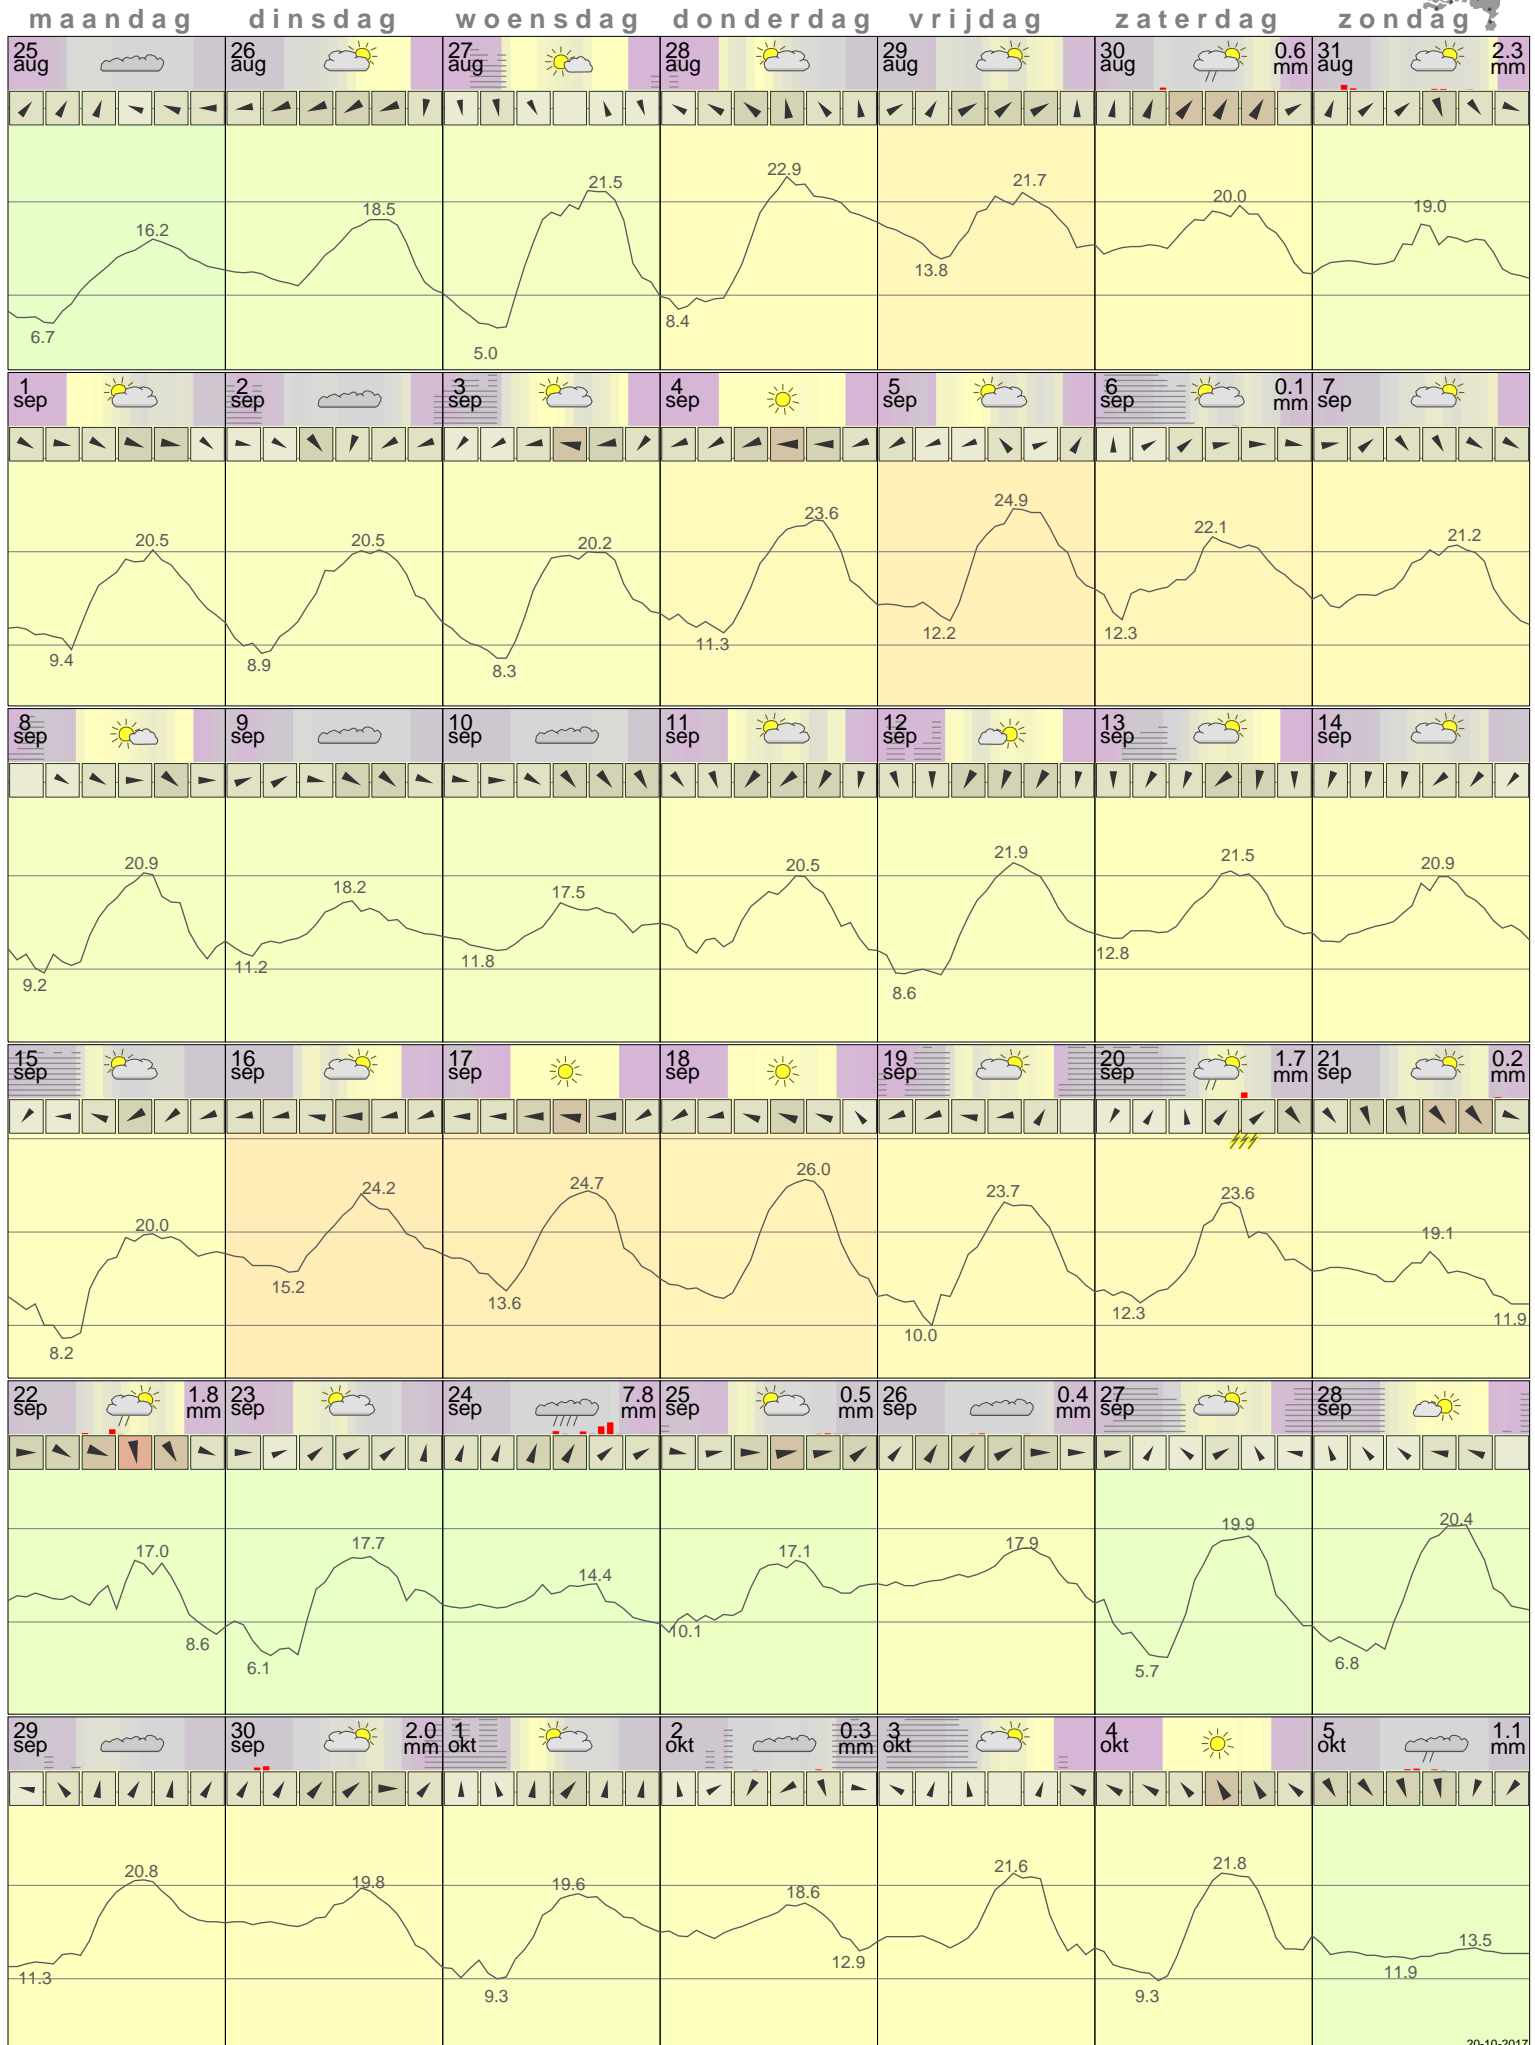 maandag dinsdag woensdag donderdag vrijdag zaterdag zondag
25 aug 26 aug 27 aug 28 aug 29 aug 30 aug 0.6 mm 31 aug 2.3 mm
16.2 18.5 21.5 22.9 21.7 20.0 19.0
6.7 5.0 8.4 13.8
1 sep 2 sep 3 sep 4 sep 5 sep 6 sep 0.1 mm 7 sep
20.5 20.5 20.2 23.6 24.9 22.1 21.2
9.4 8.9 8.3 11.3 12.2 12.3
8 sep 9 sep 10 sep 11 sep 12 sep 13 sep 14 sep
20.9 18.2 17.5 20.5 21.9 21.5 20.9
9.2 11.2 11.8 8.6 12.8
15 sep 16 sep 17 sep 18 sep 19 sep 20 sep 1.7 mm 21 sep 0.2 mm
20.0 24.2 24.7 26.0 23.7 23.6 19.1
8.2 15.2 13.6 10.0 12.3 11.9
22 sep 1.8 mm 23 sep 24 sep 7.8 mm 25 sep 0.5 mm 26 sep 0.4 mm 27 sep 28 sep
17.0 17.7 14.4 17.1 17.9 19.9 20.4
8.6 6.1 10.1 5.7 6.8
29 sep 30 sep 2.0 mm 1 okt 2 okt 0.3 mm 3 okt 4 okt 5 okt 1.1 mm
20.8 19.8 19.6 18.6 21.6 21.8 13.5
11.3 9.3 12.9 9.3 11.9
20-10-2017